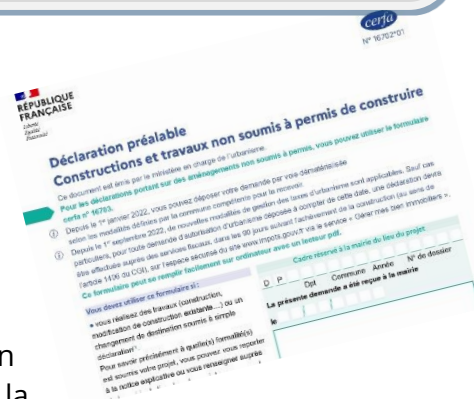 cerfa
N° 16702*01
RÉPUBLIQUE
FRANÇAISE
Liberté
Égalité
Fraternité
Déclaration préalable
Constructions et travaux non soumis à permis de construire
Ce document est émis par le ministère en charge de l'urbanisme.
Pour les déclarations portant sur des aménagements non soumis à permis, vous pouvez utiliser le formulaire
cerfa n° 16703.
Depuis le 1er janvier 2022, vous pouvez déposer votre demande par voie dématérialisée
selon les modalités définies par la commune compétente pour la recevoir.
Depuis le 1er septembre 2022, de nouvelles modalités de gestion des taxes d'urbanisme sont applicables. Sauf cas
particuliers, pour toute demande d'autorisation d'urbanisme déposée à compter de cette date, une déclaration devra
être effectuée auprès des services fiscaux, dans les 90 jours suivant l'achèvement de la construction (au sens de
l'article 1406 du CGI), sur l'espace sécurisé du site www.impots.gouv.fr via le service « Gérer mes biens immobiliers ».
Ce formulaire peut se remplir facilement sur ordinateur avec un lecteur pdf.
Vous devez utiliser ce formulaire si :
• vous réalisez des travaux (construction,
modification de construction existante...) ou un
changement de destination soumis à simple
déclaration
Pour savoir précisément à quelle(s) formalité(s)
est soumis votre projet, vous pouvez vous reporter
à la notice explicative ou vous renseigner auprès
Cadre réservé à la mairie du lieu du projet
D P
Dpt Commune Année N° de dossier
La présente demande a été reçue à la mairie
le
n
la